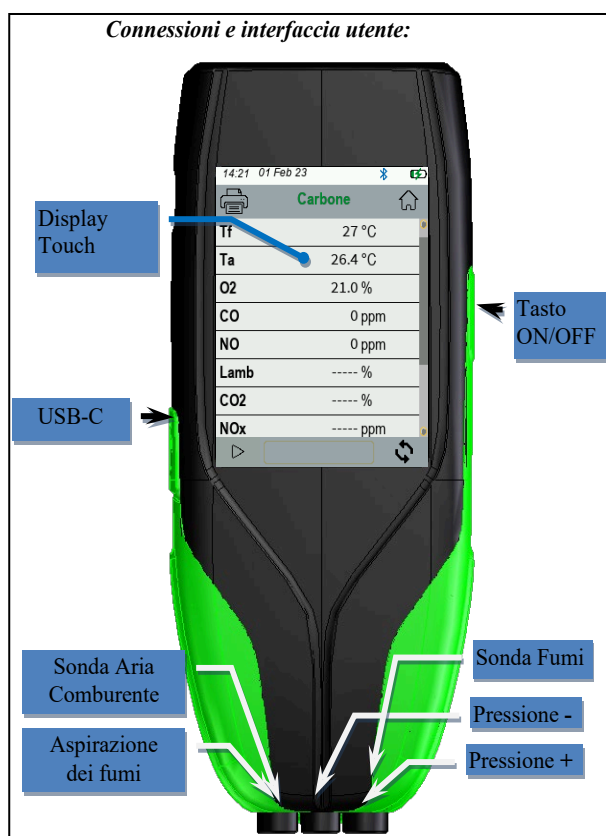 Connessioni e interfaccia utente:
14:21 01 Feb 23
Carbone
Tf 27 °C
Ta 26.4 °C
O2 21.0 %
CO 0 ppm
NO 0 ppm
Lamb ----- %
CO2 ----- %
NOx ----- ppm
Display
Touch
Tasto
ON/OFF
USB-C
Sonda Aria
Comburente
Sonda Fumi
Pressione -
Aspirazione
dei fumi
Pressione +